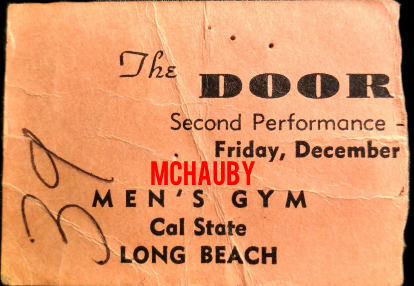 The DOOR
Second Performance -
Friday, December
MCHAUBY
MEN'S GYM
Cal State
LONG BEACH
39